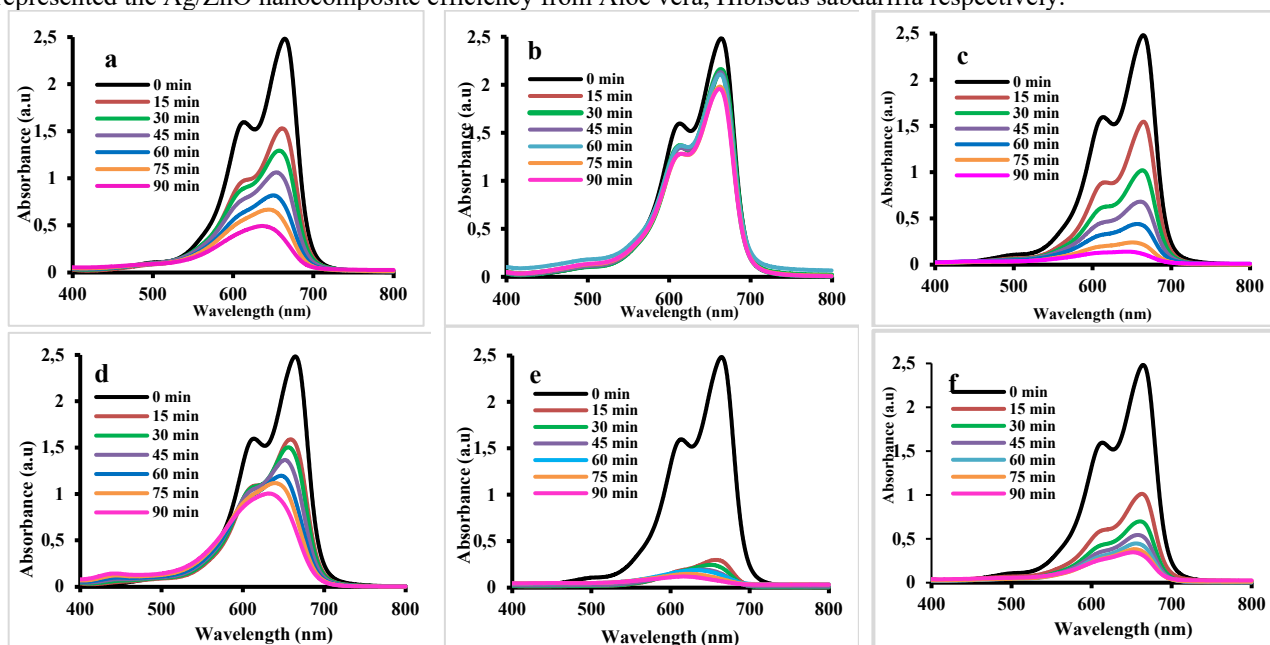 represented the Ag/ZnO nanocomposite efficiency from Aloe vera, Hibiscus sabdariffa respectively.
a
2,5
2
1,5
1
0,5
0
Absorbance (a.u)
0 min
15 min
30 min
45 min
60 min
75 min
90 min
400 500 600 700 800
Wavelength (nm)
b
2,5
2
1,5
1
0,5
0
Absorbance (a.u)
0 min
15 min
30 min
45 min
60 min
75 min
90 min
400 500 600 700 800
Wavelength (nm)
c
2,5
2
1,5
1
0,5
0
Absorbance (a.u)
0 min
15 min
30 min
45 min
60 min
75 min
90 min
400 500 600 700 800
Wavelength (nm)
d
2,5
2
1,5
1
0,5
0
Absorbance (a.u)
0 min
15 min
30 min
45 min
60 min
75 min
90 min
400 500 600 700 800
Wavelength (nm)
e
2,5
2
1,5
1
0,5
0
Absorbance (a.u)
0 min
15 min
30 min
45 min
60 min
75 min
90 min
400 500 600 700 800
Wavelength (nm)
f
2,5
2
1,5
1
0,5
0
Absorbance (a.u)
0 min
15 min
30 min
45 min
60 min
75 min
90 min
400 500 600 700 800
Wavelength (nm)